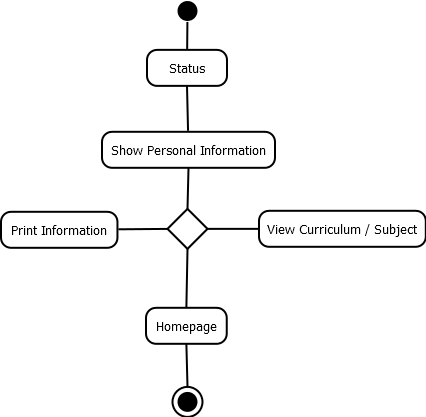 Status
Show Personal Information
Print Information
View Curriculum / Subject
Homepage